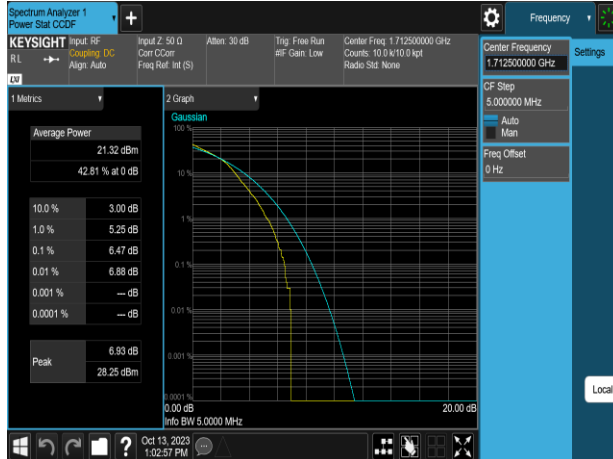 Spectrum Analyzer 1
Power Stat CCDF
+
Frequency
KEYSIGHT
RL
LXI
Input: RF
Coupling: DC
Align: Auto
Input Z: 50 Ω
Corr CCorr
Freq Ref: Int (S)
Atten: 30 dB
Trig: Free Run
#IF Gain: Low
Center Freq: 1.712500000 GHz
Counts: 10.0 k/10.0 kpt
Radio Std: None
Center Frequency
1.712500000 GHz
Settings
CF Step
5.000000 MHz
Auto
Man
Freq Offset
0 Hz
Local
1 Metrics
Average Power
21.32 dBm
42.81 % at 0 dB
10.0 % 3.00 dB
1.0 % 5.25 dB
0.1 % 6.47 dB
0.01 % 6.88 dB
0.001 % --- dB
0.0001 % --- dB
Peak
6.93 dB
28.25 dBm
2 Graph
Gaussian
100 %
10 %
1 %
0.1 %
0.01 %
0.001 %
0.0001 %
0.00 dB 20.00 dB
Info BW 5.0000 MHz
?
Oct 13, 2023
1:02:57 PM